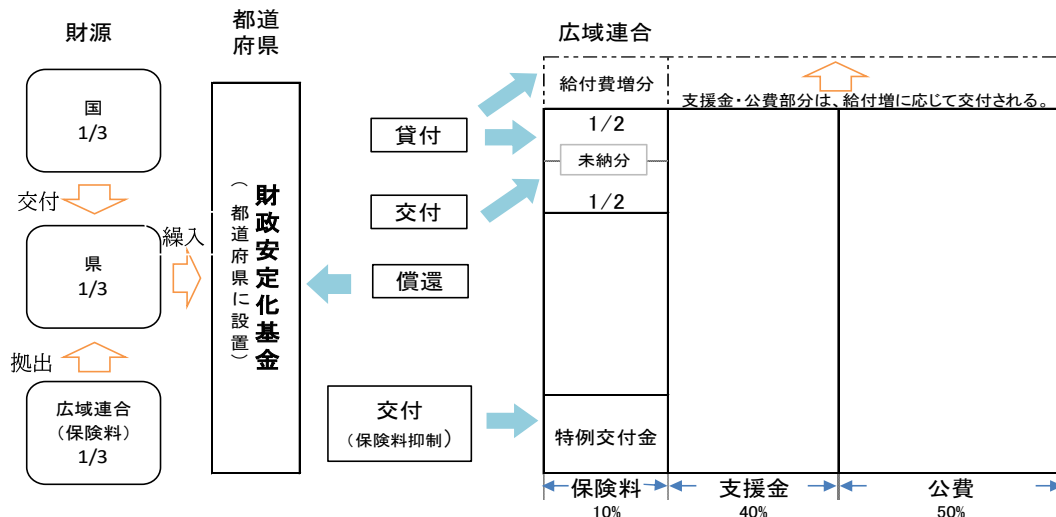 財源
都道
府県
広域連合
国
1/3
交付
県
1/3
繰入
拠出
広域連合
(保険料)
1/3
財政安定化基金
(都道府県に設置)
貸付
交付
償還
交付
(保険料抑制)
給付費増分
支援金・公費部分は、給付増に応じて交付される。
1/2
未納分
1/2
特例交付金
保険料
10%
支援金
40%
公費
50%